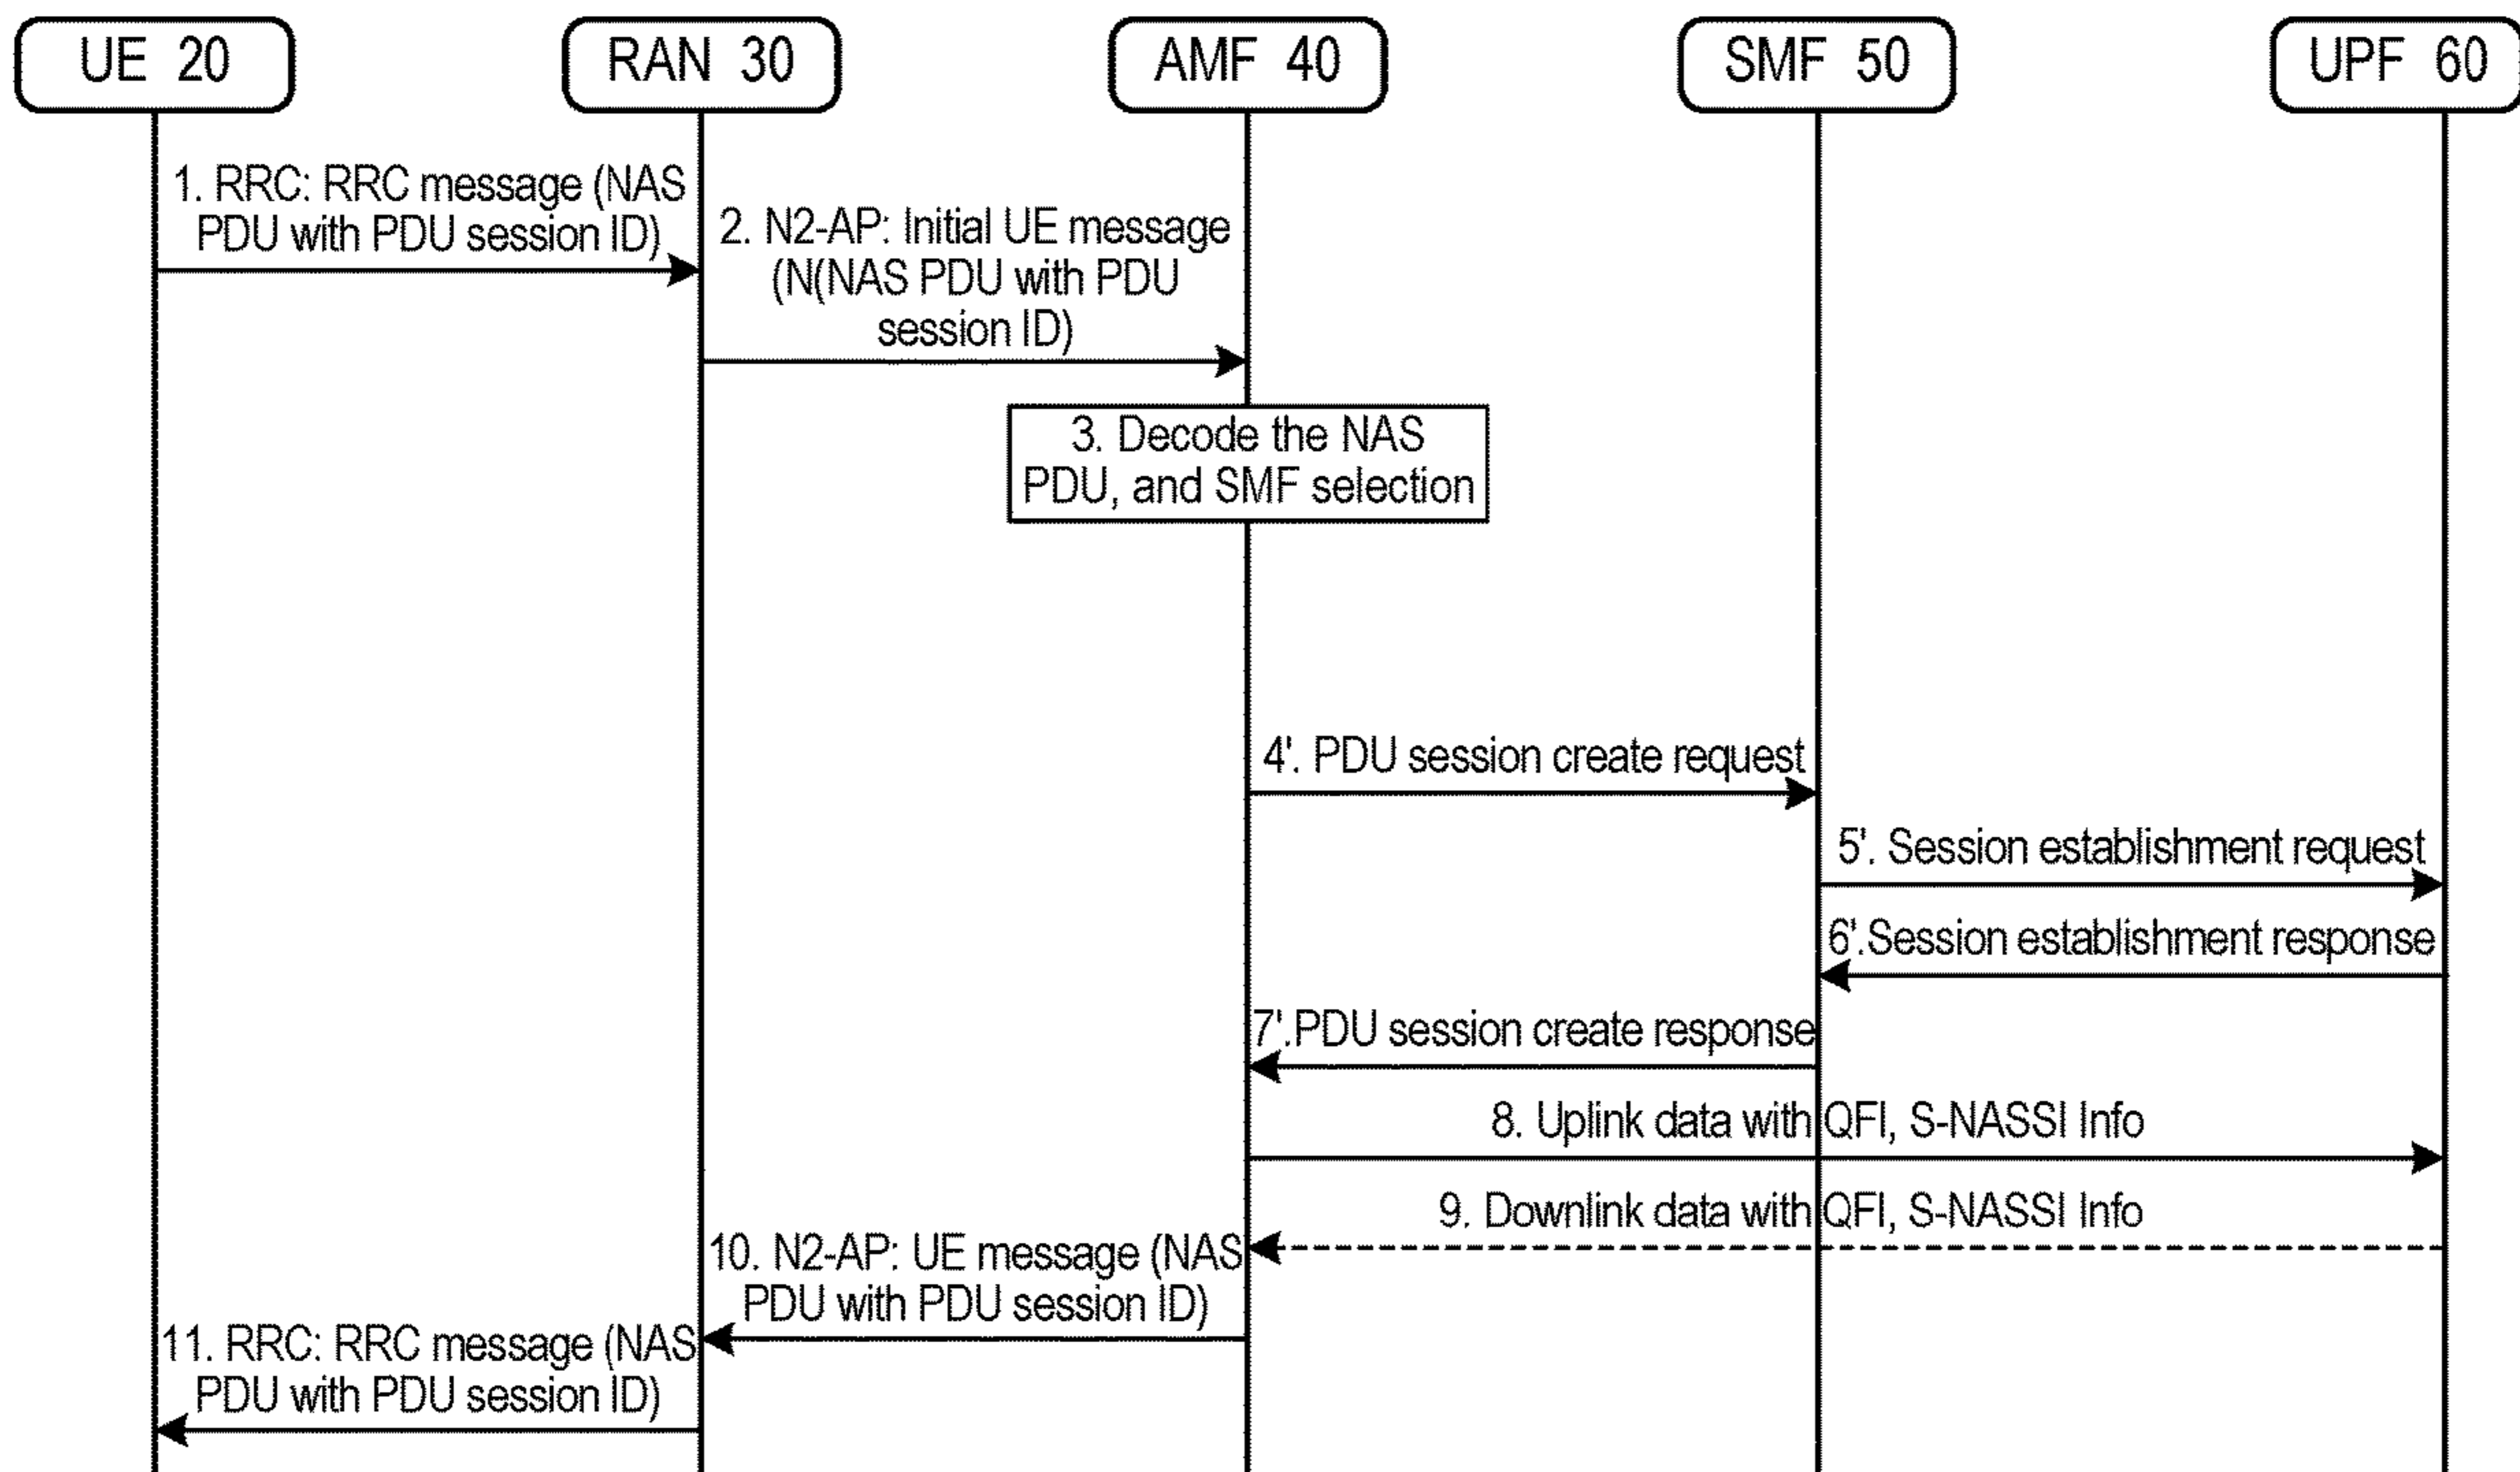 UE 20
RAN 30
AMF 40
SMF 50
UPF 60
1. RRC: RRC message (NAS
PDU with PDU session ID)
2. N2-AP: Initial UE message
(N(NAS PDU with PDU
session ID)
3. Decode the NAS
PDU, and SMF selection
4'. PDU session create request
5'. Session establishment request
6'.Session establishment response
7'.PDU session create response
8. Uplink data with QFI, S-NASSI Info
9. Downlink data with QFI, S-NASSI Info
10. N2-AP: UE message (NAS
PDU with PDU session ID)
11. RRC: RRC message (NAS
PDU with PDU session ID)